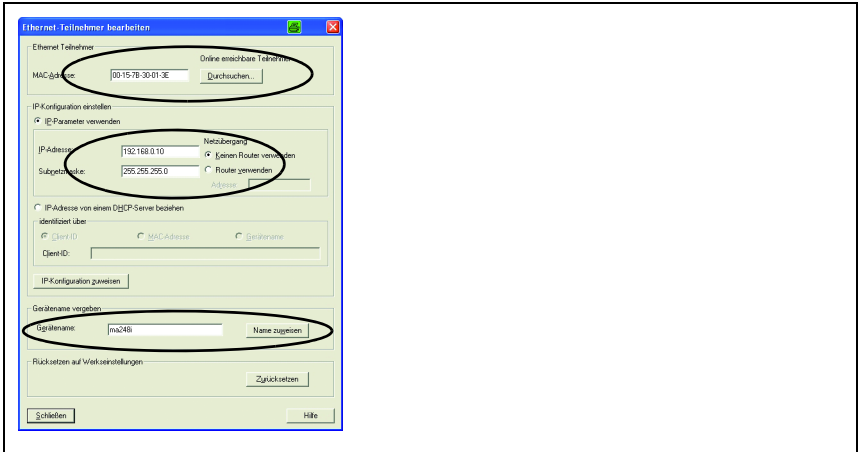 Ethernet-Teilnehmer bearbeiten
Ethernet Teilnehmer
Online erreichbare Teilnehmer
MAC-Adresse: 00-15-7B-30-01-3E Durchsuchen...
IP-Konfiguration einstellen
IP-Parameter verwenden
Netzübergang
IP-Adresse: 192.168.0.10 Keinen Router verwenden
Subnetzmaske: 255.255.255.0 Router verwenden
Adresse:
IP-Adresse von einem DHCP-Server beziehen
identifiziert über
Client-ID MAC-Adresse Gerätename
Client-ID:
IP-Konfiguration zuweisen
Gerätename vergeben
Gerätename: ma248i Name zuweisen
Rücksetzen auf Werkseinstellungen
Zurücksetzen
Schließen Hilfe